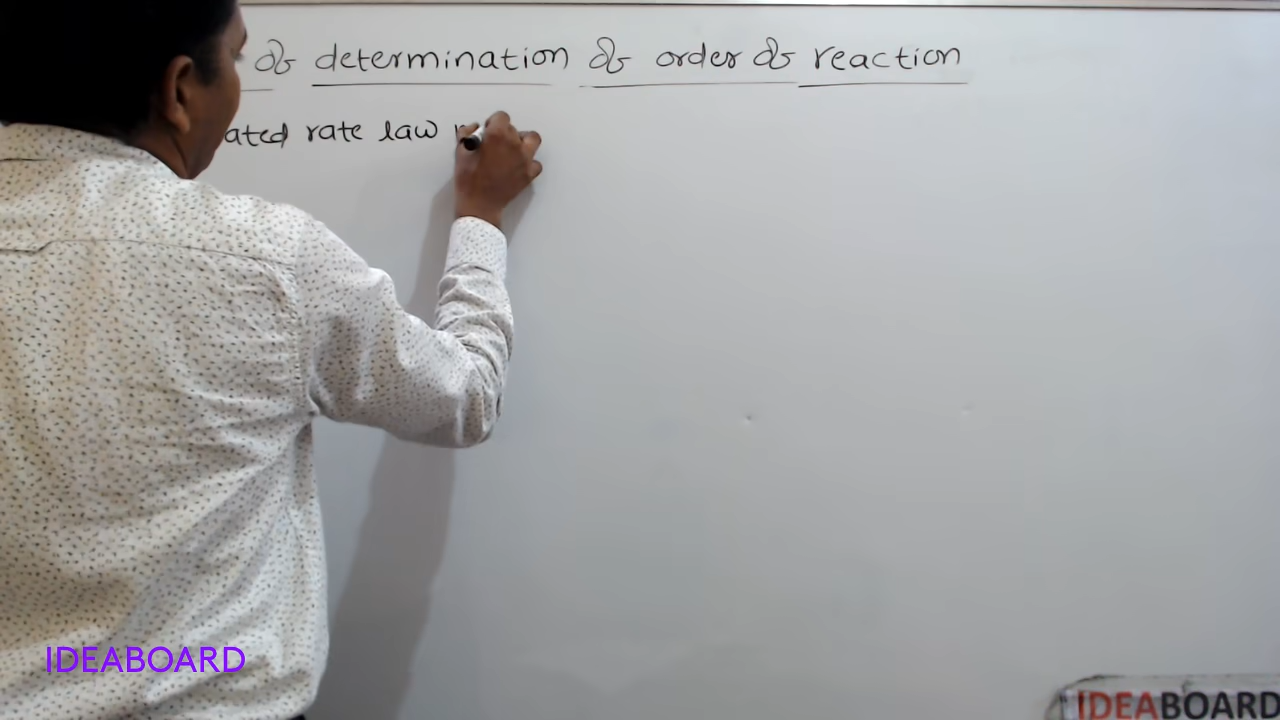 of determination of order of reaction
ated rate law
IDEABOARD
IDEABOARD